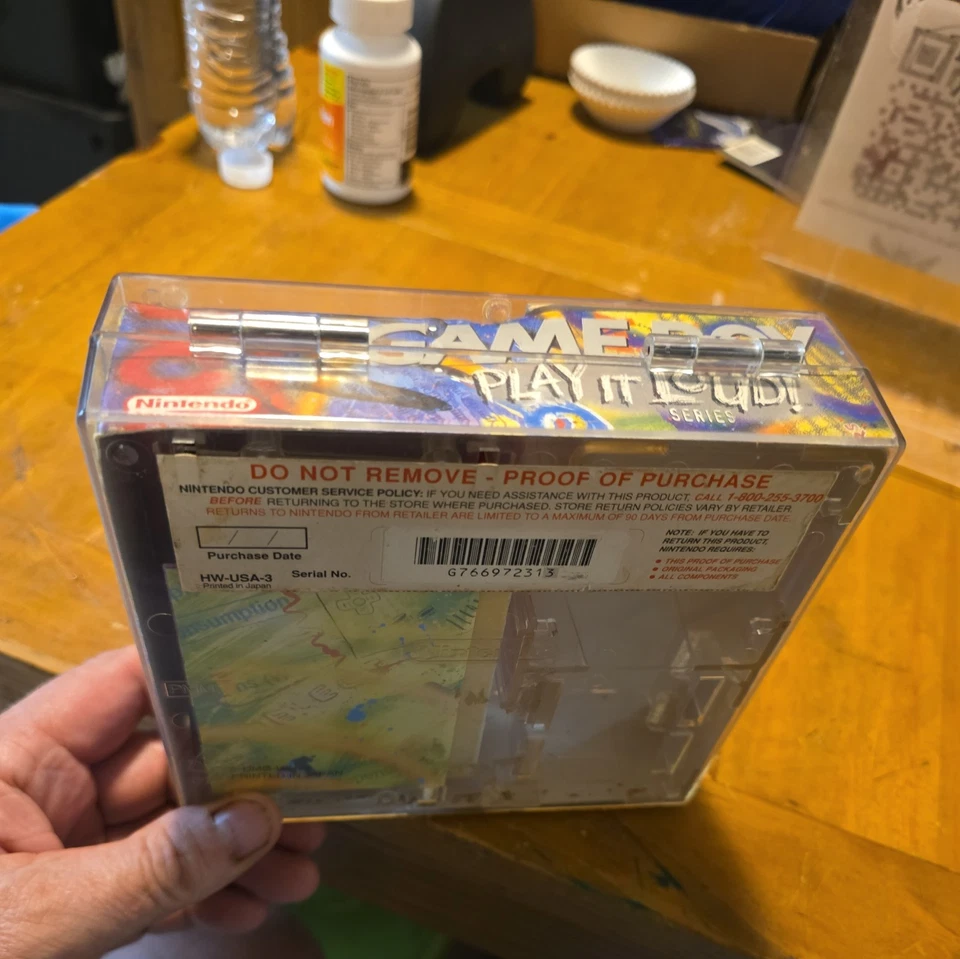 GAME BOY
PLAY IT LOUD!
SERIES
Nintendo
DO NOT REMOVE - PROOF OF PURCHASE
NINTENDO CUSTOMER SERVICE POLICY: IF YOU NEED ASSISTANCE WITH THIS PRODUCT, CALL 1-800-255-3700
BEFORE RETURNING TO THE STORE WHERE PURCHASED. STORE RETURN POLICIES VARY BY RETAILER.
RETURNS TO NINTENDO FROM RETAILER ARE LIMITED TO A MAXIMUM OF 90 DAYS FROM PURCHASE DATE.
/ /
Purchase Date
HW-USA-3
Printed in Japan
Serial No.
G766972313
NOTE: IF YOU HAVE TO
RETURN THIS PRODUCT,
NINTENDO REQUIRES:
• THIS PROOF OF PURCHASE
• ORIGINAL PACKAGING
• ALL COMPONENTS
PRINTED IN JAPAN